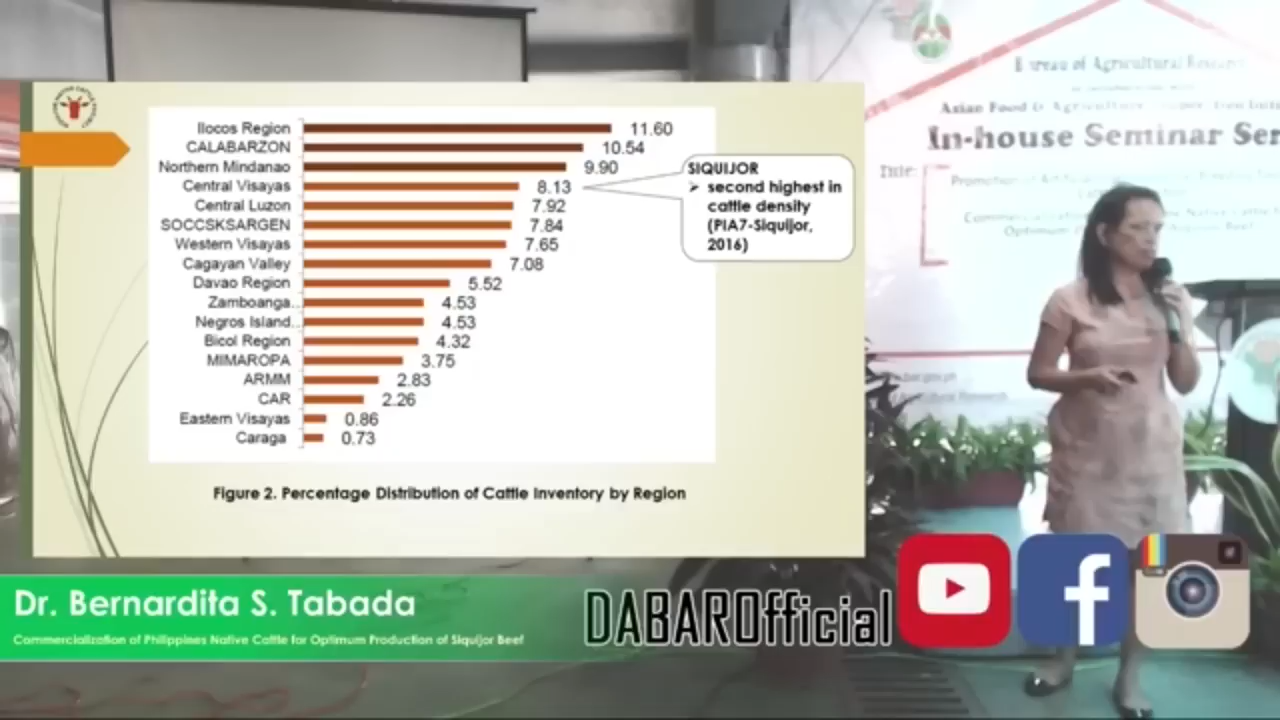 Ilocos Region 11.60
CALABARZON 10.54
Northern Mindanao 9.90
Central Visayas 8.13
Central Luzon 7.92
SOCCSKSARGEN 7.84
Western Visayas 7.65
Cagayan Valley 7.08
Davao Region 5.52
Zamboanga.. 4.53
Negros Island.. 4.53
Bicol Region 4.32
MIMAROPA 3.75
ARMM 2.83
CAR 2.26
Eastern Visayas 0.86
Caraga 0.73
SIQUIJOR
➢ second highest in
cattle density
(PIA7-Siquijor,
2016)
Figure 2. Percentage Distribution of Cattle Inventory by Region
Bureau of Agricultural
Asian Food & Agriculture
In-house Seminar Ser
Title:
Dr. Bernardita S. Tabada
Commercialization of Philippines Native Cattle for Optimum Production of Siquijor Beef
DABAROfficial
f